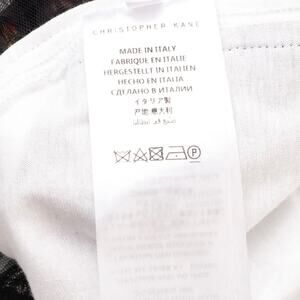 CHRISTOPHER KANE
MADE IN ITALY
FABRIQUE EN ITALIE
HERGESTELLT IN ITALIEN
HECHO EN ITALIA
СДЕЛАНО В ИТАЛИИ
イタリア製
产地 意大利
صنع في ايطاليا